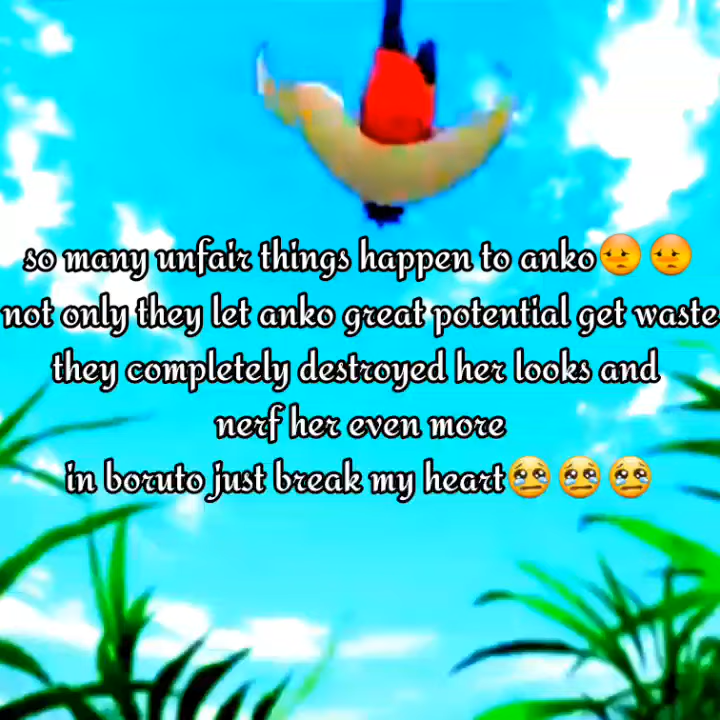 so many unfair things happen to anko😳😳
not only they let anko great potential get waste
they completely destroyed her looks and
nerf her even more
in boruto just break my heart😢😢😢